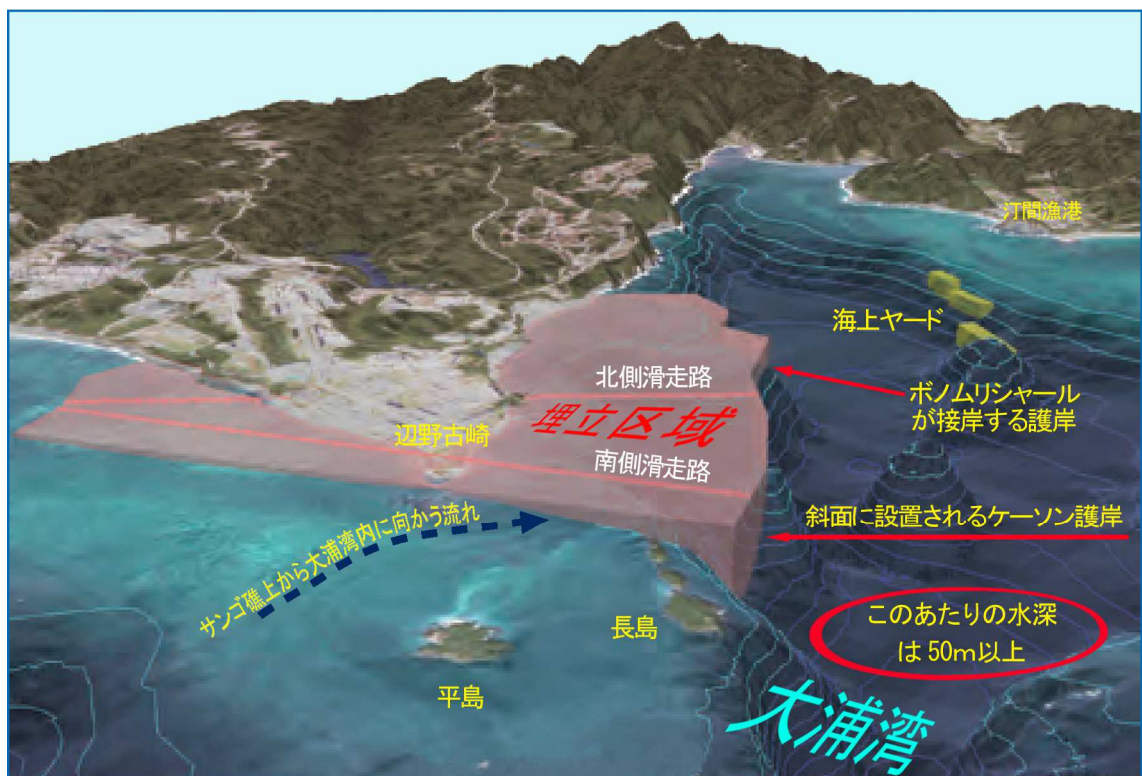 汀間漁港
海上ヤード
北側滑走路
ボノムリシャール
が接岸する護岸
埋立区域
辺野古崎
南側滑走路
斜面に設置されるケーソン護岸
サンゴ礁上から大浦湾内に向かう流れ
このあたりの水深
は50m以上
長島
平島
大浦湾